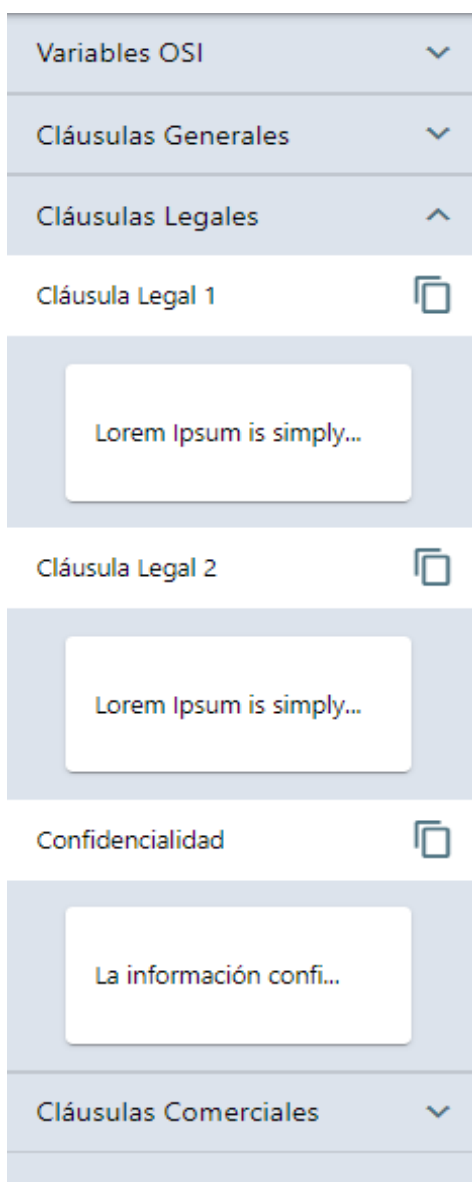 Variables OSI
Cláusulas Generales
Cláusulas Legales
Cláusula Legal 1
Lorem Ipsum is simply...
Cláusula Legal 2
Lorem Ipsum is simply...
Confidencialidad
La información confi...
Cláusulas Comerciales